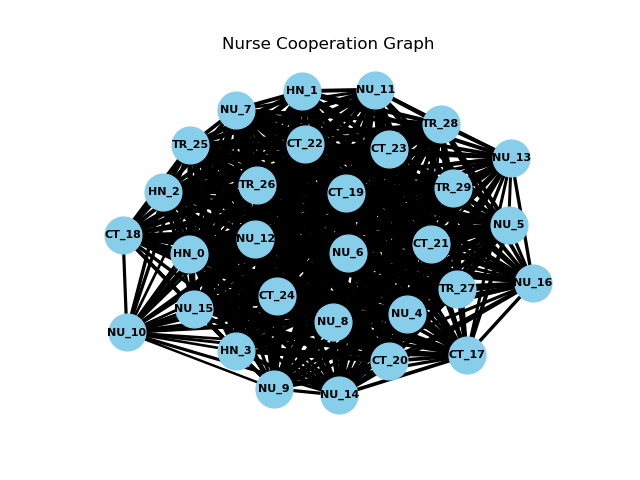 Nurse Cooperation Graph
HN_1
NU_11
NU_7
TR_28
TR_25
CT_22
CT_23
NU_13
TR_26
CT_19
TR_29
HN_2
NU_5
CT_18
NU_12
CT_21
HN_0
NU_6
NU_16
TR_27
CT_24
NU_15
NU_4
NU_8
NU_10
HN_3
CT_17
CT_20
NU_9
NU_14